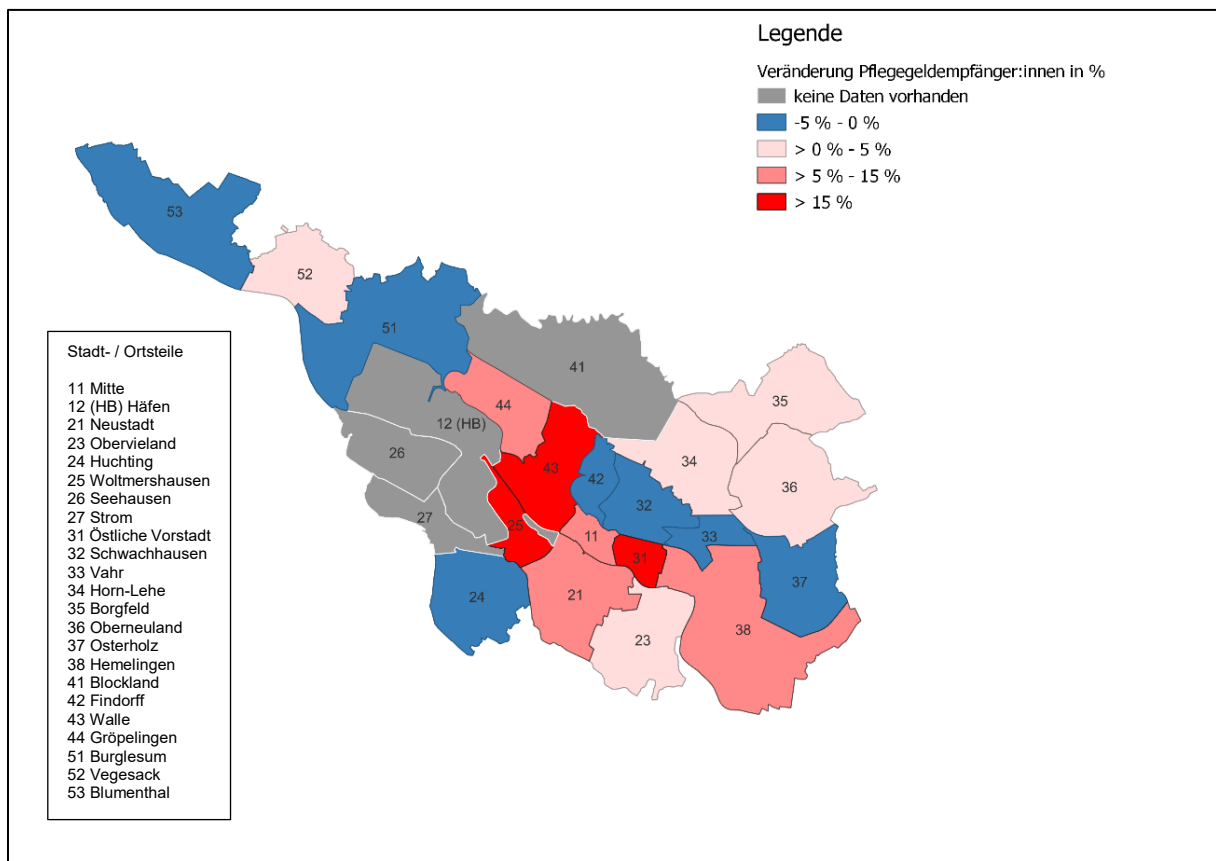 Legende
Veränderung Pflegegeldempfänger:innen in %
keine Daten vorhanden
-5 % - 0 %
> 0 % - 5 %
> 5 % - 15 %
> 15 %
53
52
51
41
35
44
12 (HB)
43
34
26
42
36
32
27
25
11
33
31
37
24
21
23
38
Stadt- / Ortsteile
11 Mitte
12 (HB) Häfen
21 Neustadt
23 Obervieland
24 Huchting
25 Woltmershausen
26 Seehausen
27 Strom
31 Östliche Vorstadt
32 Schwachhausen
33 Vahr
34 Horn-Lehe
35 Borgfeld
36 Oberneuland
37 Osterholz
38 Hemelingen
41 Blockland
42 Findorff
43 Walle
44 Gröpelingen
51 Burglesum
52 Vegesack
53 Blumenthal